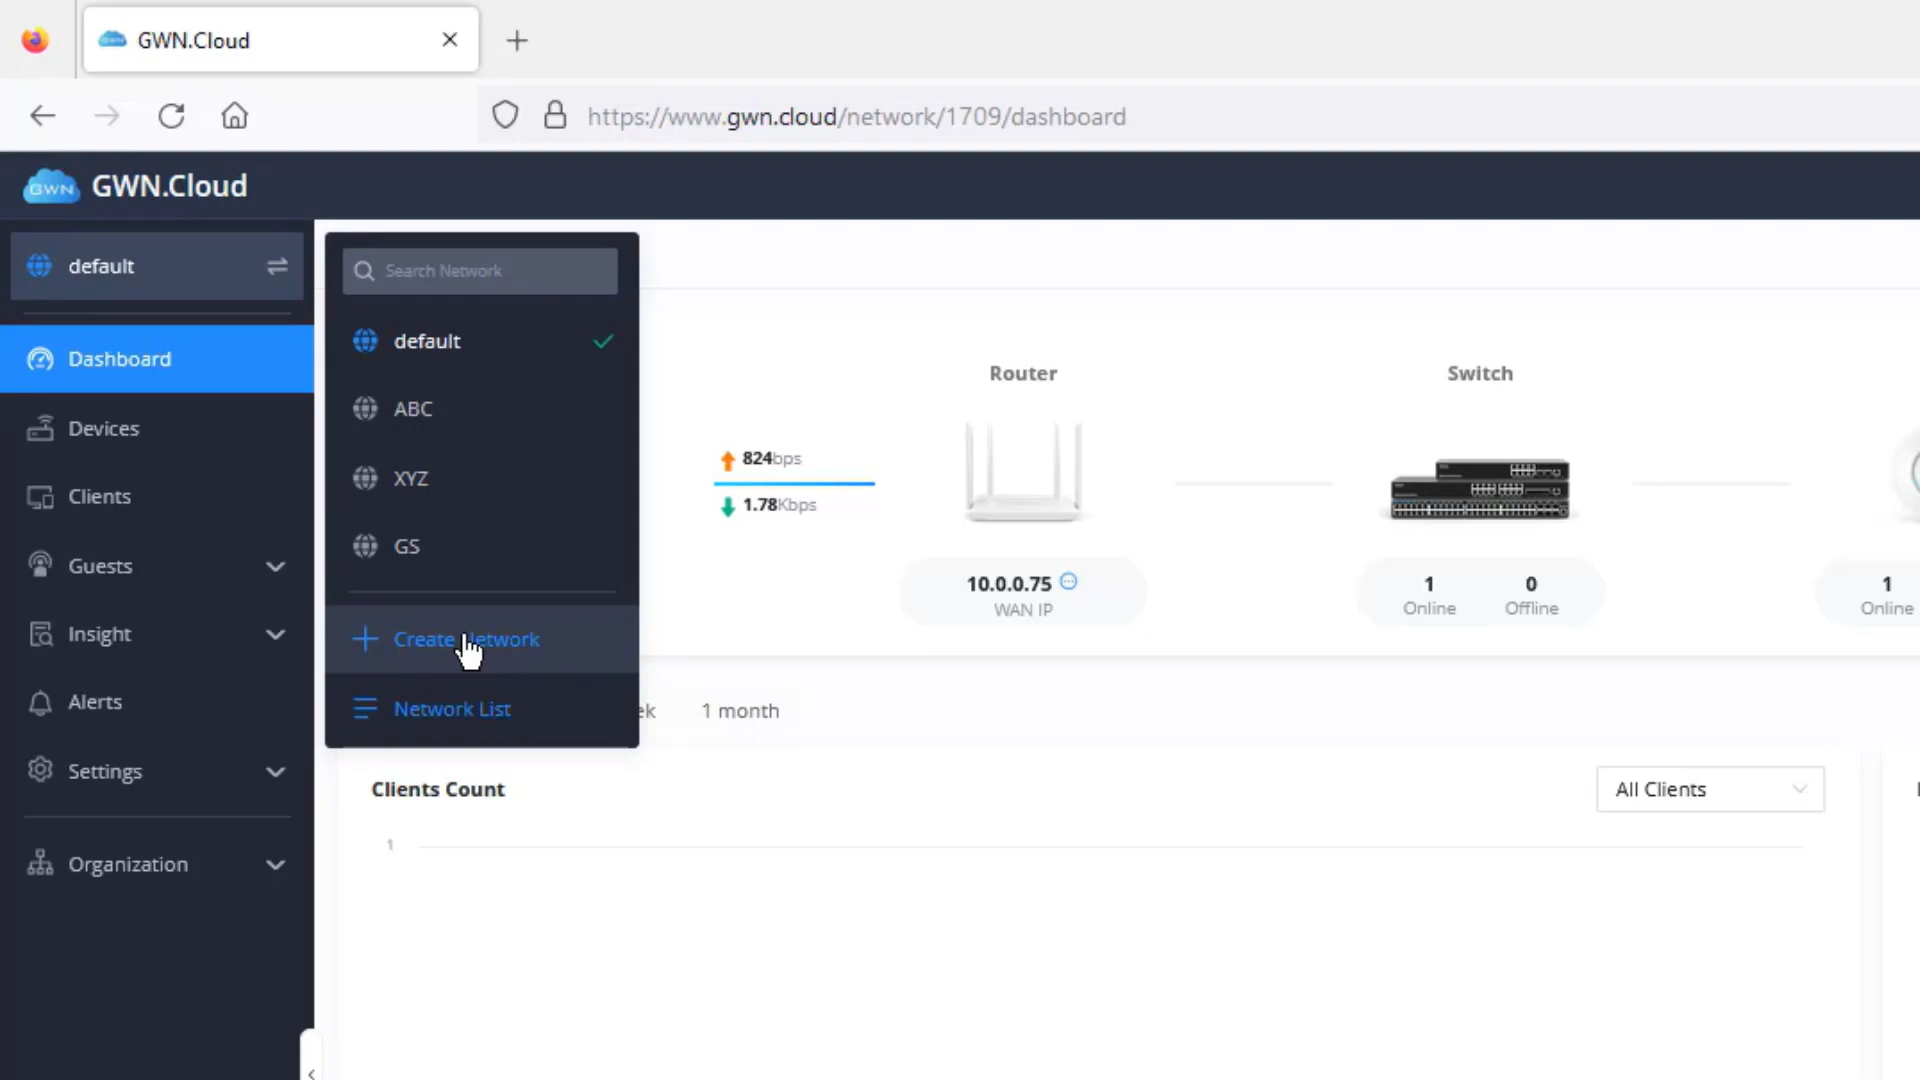 GWN.Cloud
https://www.gwn.cloud/network/1709/dashboard
GWN GWN.Cloud
default
Dashboard
Devices
Clients
Guests
Insight
Alerts
Settings
Organization
Search Network
default
ABC
XYZ
GS
Create Network
Network List
824bps
1.78Kbps
Router
10.0.0.75
WAN IP
Switch
1 0
Online Offline
1
Online
ek 1 month
Clients Count
All Clients
1